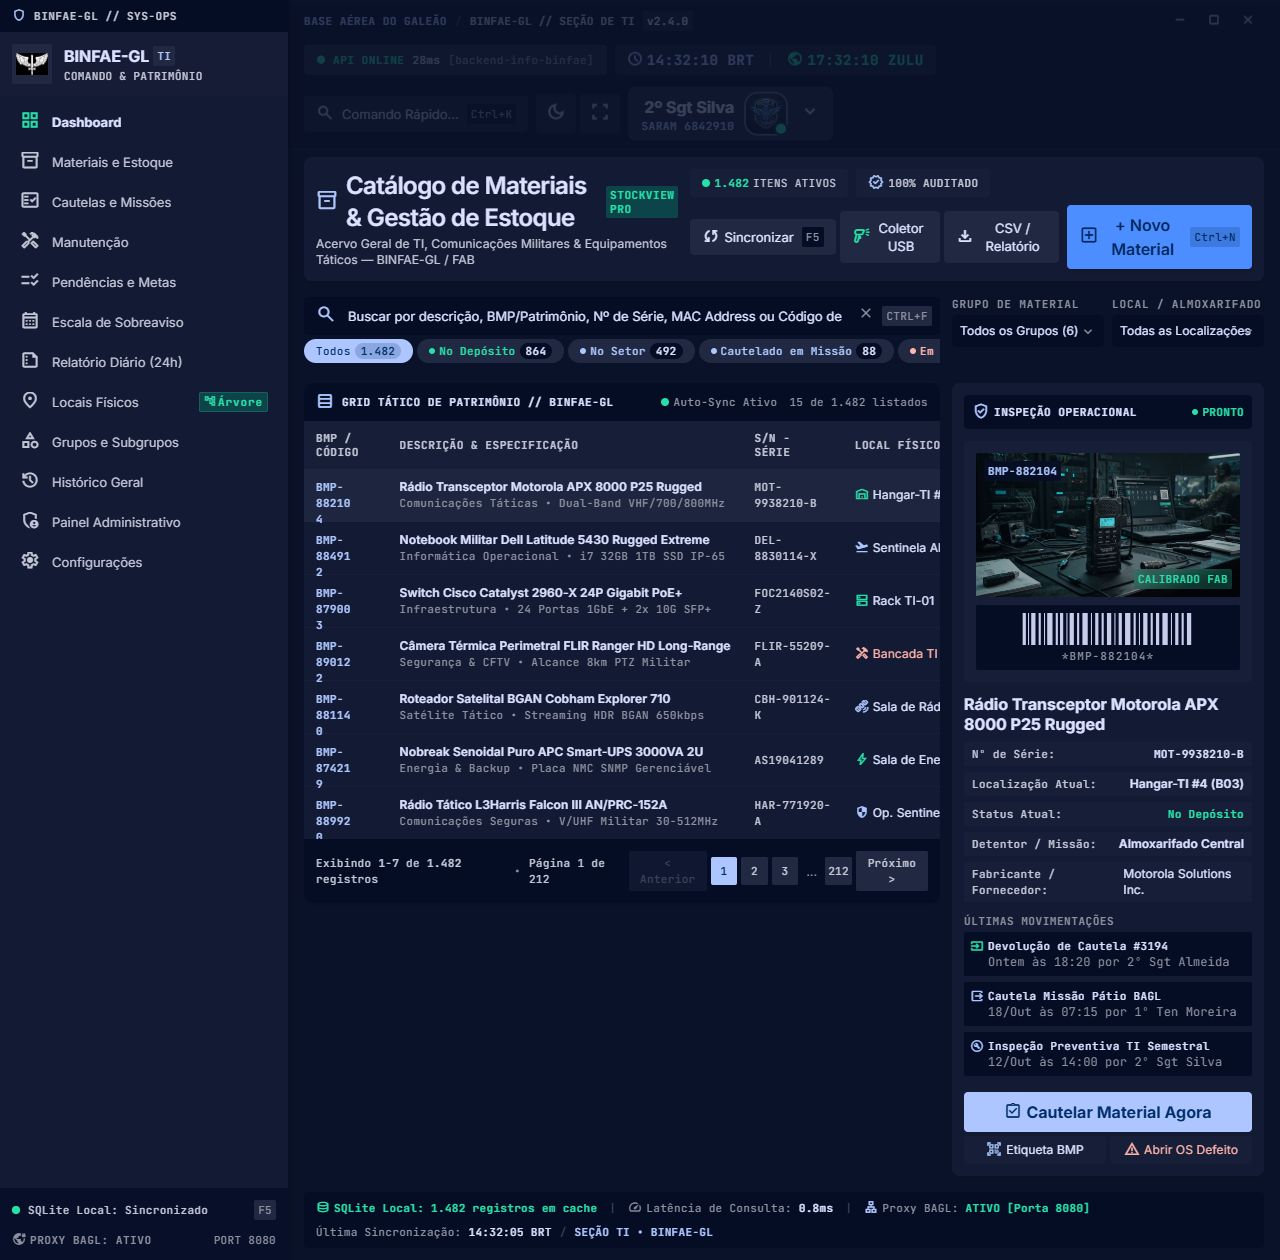 BINFAE-GL // SYS-OPS
BINFAE-GL TI
COMANDO & PATRIMÔNIO
Dashboard
Materiais e Estoque
Cautelas e Missões
Manutenção
Pendências e Metas
Escala de Sobreaviso
Relatório Diário (24h)
Locais Físicos Árvore
Grupos e Subgrupos
Histórico Geral
Painel Administrativo
Configurações
SQLite Local: Sincronizado F5
PROXY BAGL: ATIVO PORT 8080
BASE AÉREA DO GALEÃO / BINFAE-GL // SEÇÃO DE TI v2.4.0
API ONLINE 28ms [backend-info-binfae] 14:32:10 BRT 17:32:10 ZULU
Comando Rápido... Ctrl+K
2º Sgt Silva
SARAM 6842910
Catálogo de Materiais
& Gestão de Estoque
STOCKVIEW
PRO
Acervo Geral de TI, Comunicações Militares & Equipamentos
Táticos — BINFAE-GL / FAB
1.482 ITENS ATIVOS 100% AUDITADO
Sincronizar F5
Coletor
USB
CSV /
Relatório
+ Novo
Material
Ctrl+N
Buscar por descrição, BMP/Patrimônio, Nº de Série, MAC Address ou Código de
CTRL+F
GRUPO DE MATERIAL
Todos os Grupos (6)
LOCAL / ALMOXARIFADO
Todas as Localizações
Todos 1.482 No Depósito 864 No Setor 492 Cautelado em Missão 88 Em
GRID TÁTICO DE PATRIMÔNIO // BINFAE-GL Auto-Sync Ativo 15 de 1.482 listados
BMP /
CÓDIGO
DESCRIÇÃO & ESPECIFICAÇÃO
S/N -
SÉRIE
LOCAL FÍSICO
BMP-
88210
4
Rádio Transceptor Motorola APX 8000 P25 Rugged
Comunicações Táticas • Dual-Band VHF/700/800MHz
MOT-
9938210-B
Hangar-TI #
BMP-
88491
2
Notebook Militar Dell Latitude 5430 Rugged Extreme
Informática Operacional • i7 32GB 1TB SSD IP-65
DEL-
8830114-X
Sentinela Al
BMP-
87900
3
Switch Cisco Catalyst 2960-X 24P Gigabit PoE+
Infraestrutura • 24 Portas 1GbE + 2x 10G SFP+
FOC2140S02-
Z
Rack TI-01
BMP-
89012
2
Câmera Térmica Perimetral FLIR Ranger HD Long-Range
Segurança & CFTV • Alcance 8km PTZ Militar
FLIR-55209-
A
Bancada TI
BMP-
88114
0
Roteador Satelital BGAN Cobham Explorer 710
Satélite Tático • Streaming HDR BGAN 650kbps
CBH-901124-
K
Sala de Rád
BMP-
87421
9
Nobreak Senoidal Puro APC Smart-UPS 3000VA 2U
Energia & Backup • Placa NMC SNMP Gerenciável
AS19041289
Sala de Ene
BMP-
88992
0
Rádio Tático L3Harris Falcon III AN/PRC-152A
Comunicações Seguras • V/UHF Militar 30-512MHz
HAR-771920-
A
Op. Sentine
Exibindo 1-7 de 1.482
registros
• Página 1 de
212
<
Anterior
1 2 3 ... 212
Próximo
>
INSPEÇÃO OPERACIONAL PRONTO
BMP-882104
CALIBRADO FAB
*BMP-882104*
Rádio Transceptor Motorola APX
8000 P25 Rugged
Nº de Série: MOT-9938210-B
Localização Atual: Hangar-TI #4 (B03)
Status Atual: No Depósito
Detentor / Missão: Almoxarifado Central
Fabricante /
Fornecedor:
Motorola Solutions
Inc.
ÚLTIMAS MOVIMENTAÇÕES
Devolução de Cautela #3194
Ontem às 18:20 por 2º Sgt Almeida
Cautela Missão Pátio BAGL
18/Out às 07:15 por 1º Ten Moreira
Inspeção Preventiva TI Semestral
12/Out às 14:00 por 2º Sgt Silva
Cautelar Material Agora
Etiqueta BMP Abrir OS Defeito
SQLite Local: 1.482 registros em cache | Latência de Consulta: 0.8ms | Proxy BAGL: ATIVO [Porta 8080]
Última Sincronização: 14:32:05 BRT / SEÇÃO TI • BINFAE-GL